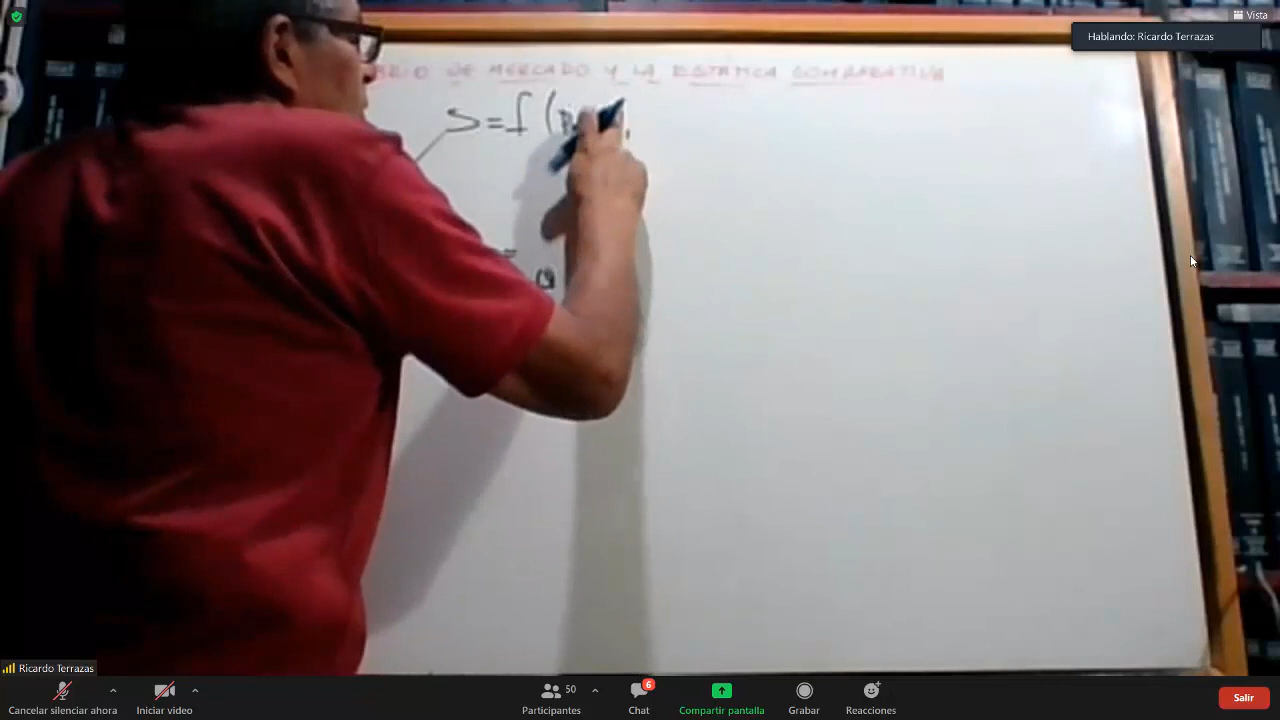 Vista
Hablando: Ricardo Terrazas
DE MERCADO Y LA ESTÁTICA COMPARATIVA
S=f(P
Ricardo Terrazas
Cancelar silenciar ahora
Iniciar video
50
Participantes
6
Chat
Compartir pantalla
Grabar
Reacciones
Salir